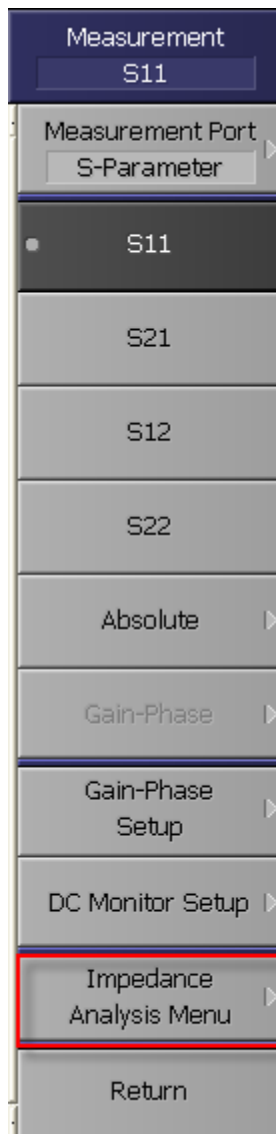 Measurement
S11
Measurement Port
S-Parameter
S11
S21
S12
S22
Absolute
Gain-Phase
Gain-Phase
Setup
DC Monitor Setup
Impedance
Analysis Menu
Return